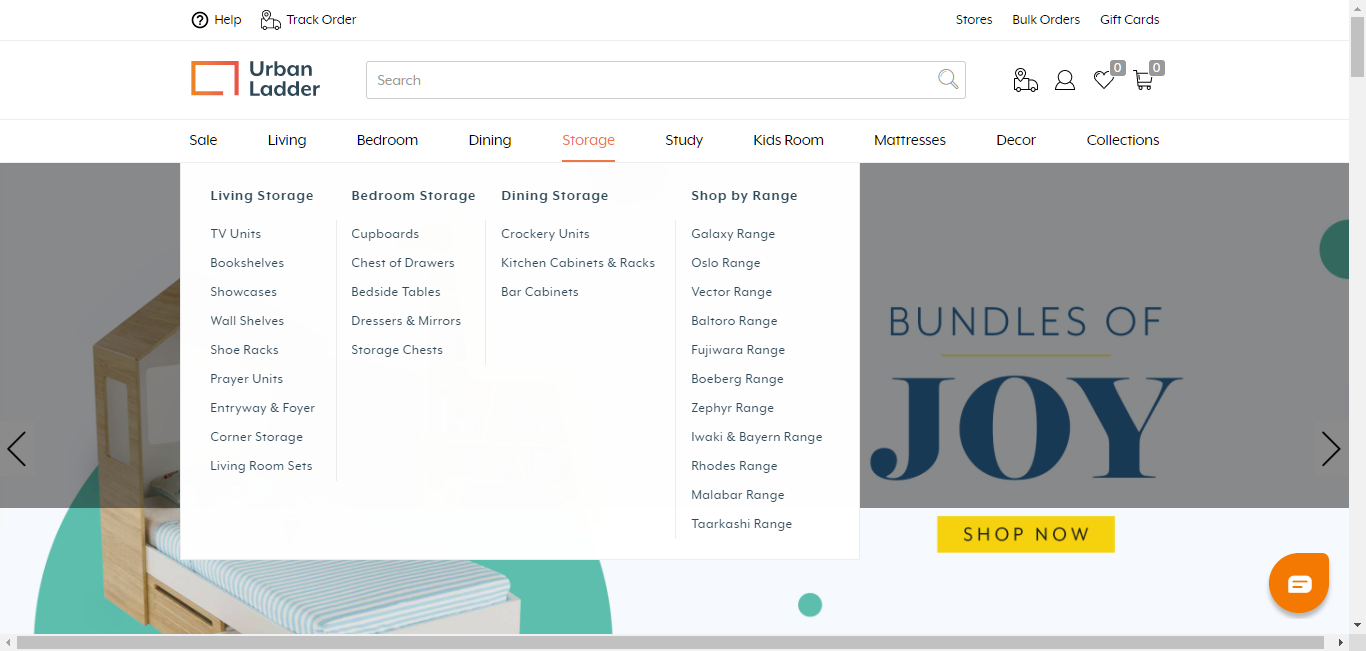 Help
Track Order
Stores
Bulk Orders
Gift Cards
Urban
Ladder
Search
0
0
Sale
Living
Bedroom
Dining
Storage
Study
Kids Room
Mattresses
Decor
Collections
Living Storage
TV Units
Bookshelves
Showcases
Wall Shelves
Shoe Racks
Prayer Units
Entryway & Foyer
Corner Storage
Living Room Sets
Bedroom Storage
Cupboards
Chest of Drawers
Bedside Tables
Dressers & Mirrors
Storage Chests
Dining Storage
Crockery Units
Kitchen Cabinets & Racks
Bar Cabinets
Shop by Range
Galaxy Range
Oslo Range
Vector Range
Baltoro Range
Fujiwara Range
Boeberg Range
Zephyr Range
Iwaki & Bayern Range
Rhodes Range
Malabar Range
Taarkashi Range
BUNDLES OF
JOY
SHOP NOW